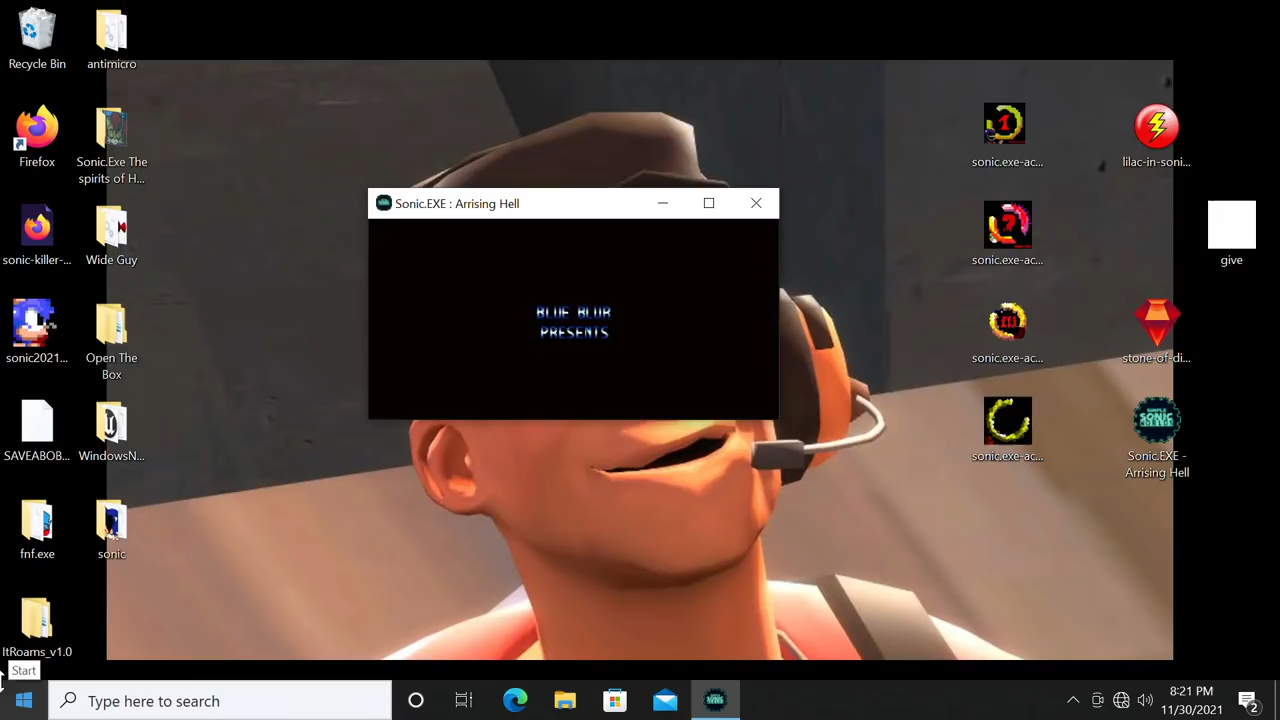 Recycle Bin
antimicro
Firefox
Sonic.Exe The
spirits of H...
sonic-killer-...
Wide Guy
sonic2021...
Open The
Box
SAVEABOB...
WindowsN...
fnf.exe
sonic
ItRoams_v1.0
Start
Sonic.EXE : Arrising Hell
BLUE BLUR
PRESENTS
sonic.exe-ac...
lilac-in-soni...
sonic.exe-ac...
give
sonic.exe-ac...
stone-of-di...
sonic.exe-ac...
Sonic.EXE -
Arrising Hell
Type here to search
8:21 PM
11/30/2021
2